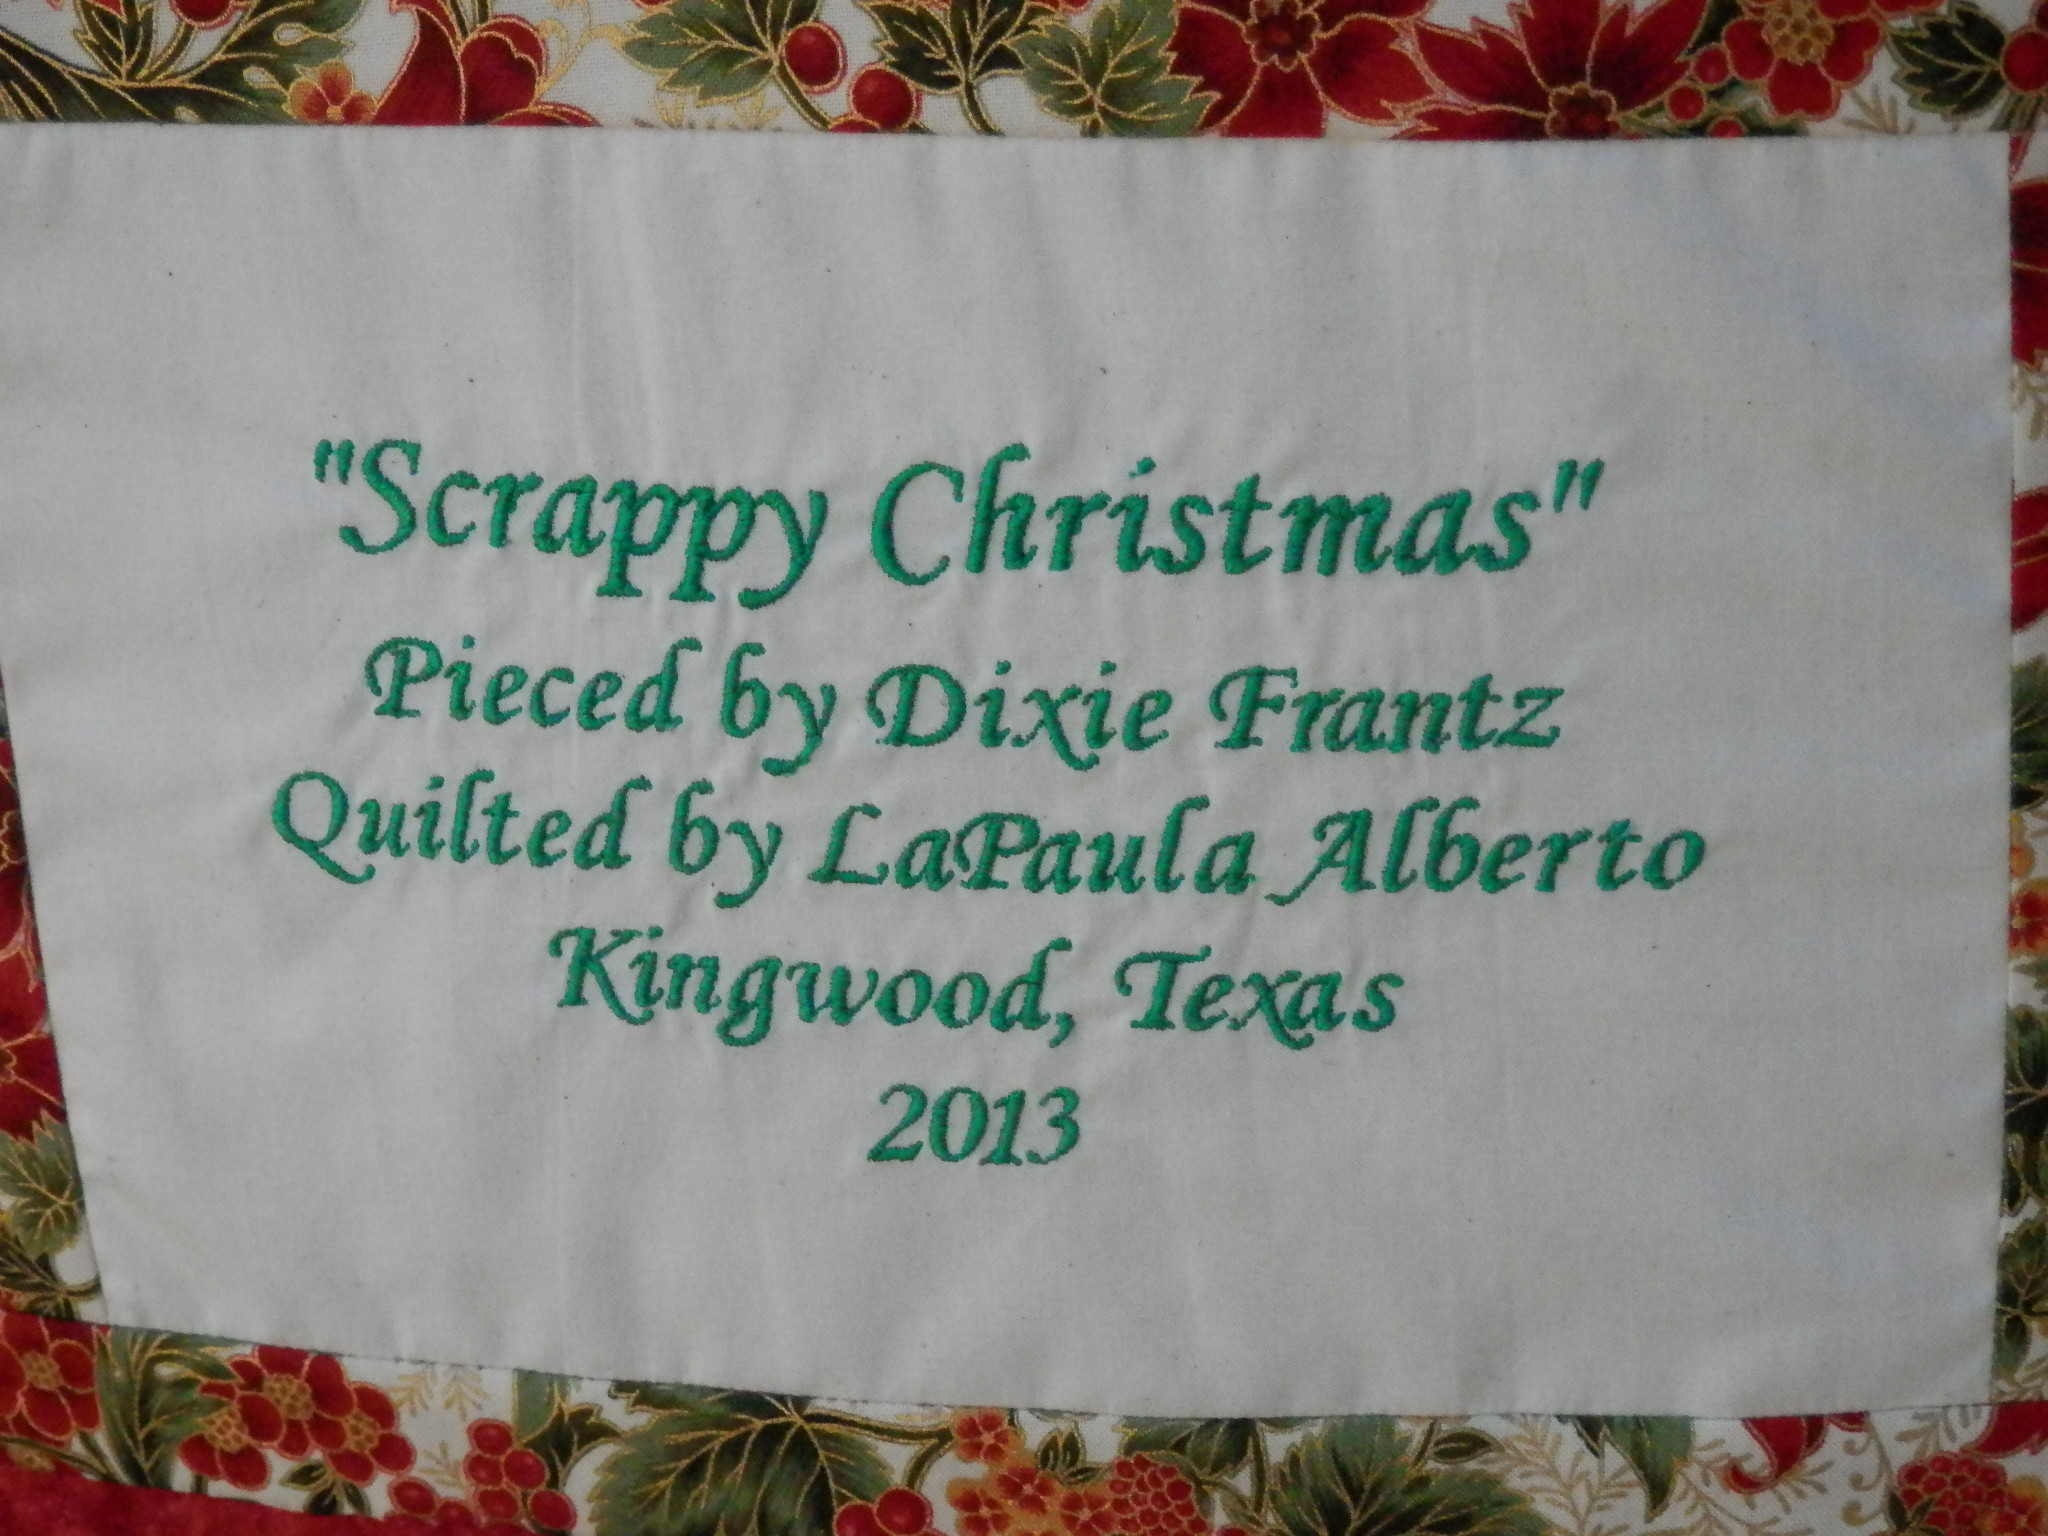 "Scrappy Christmas"
Pieced by Dixie Frantz
Quilted by LaPaula Alberto
Kingwood, Texas
2013